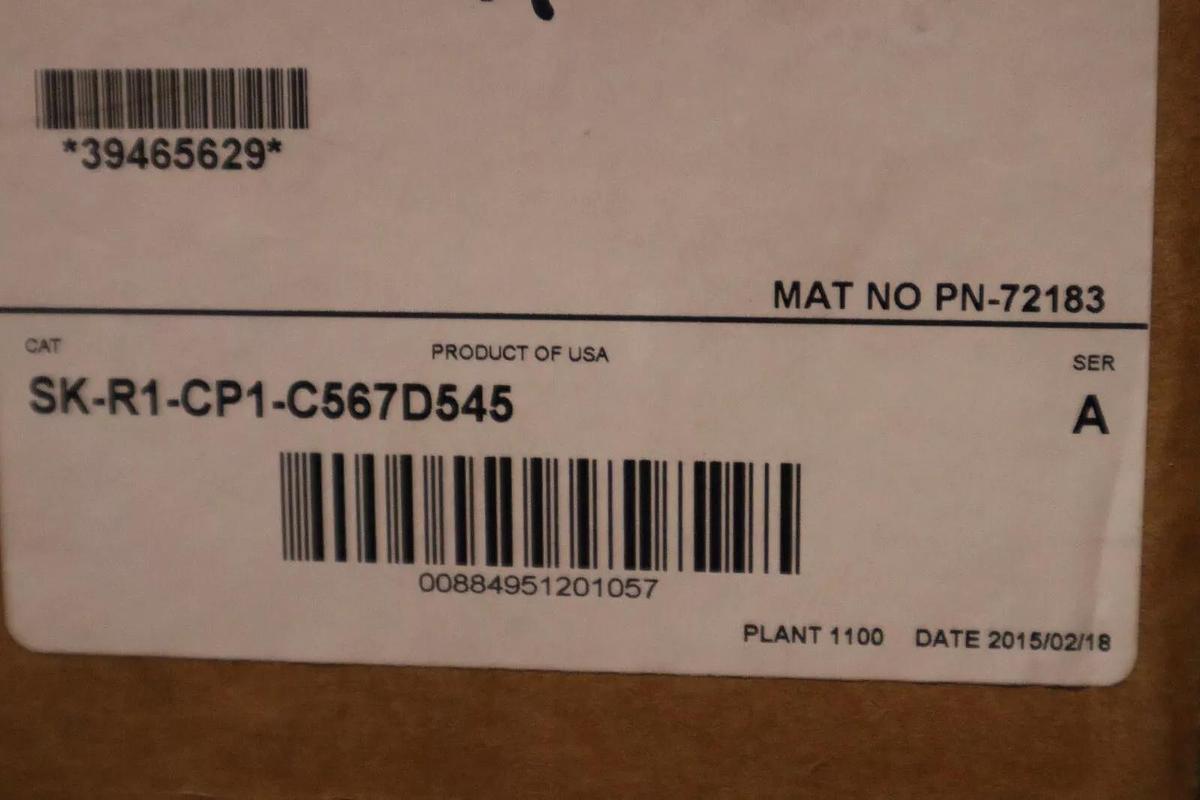 *39465629*
MAT NO PN-72183
CAT
PRODUCT OF USA
SER
SK-R1-CP1-C567D545
A
00884951201057
PLANT 1100 DATE 2015/02/18